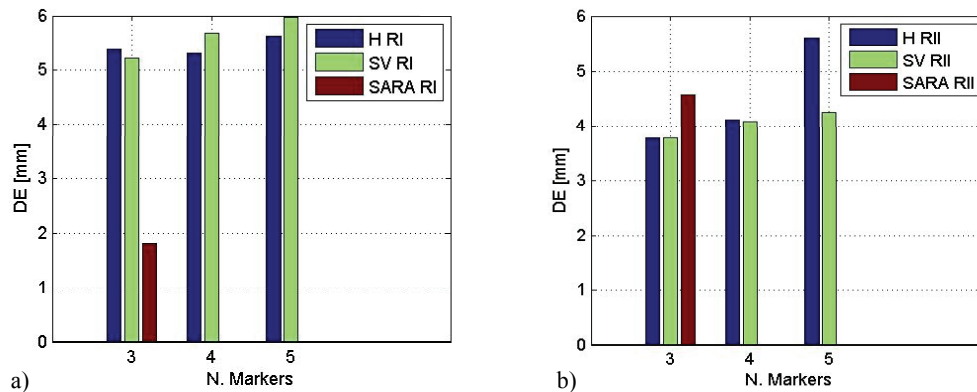 6
5
4
3
2
1
0
DE [mm]
3 4 5
N. Markers
H RI
SV RI
SARA RI
a)
6
5
4
3
2
1
0
DE [mm]
3 4 5
N. Markers
H RII
SV RII
SARA RII
b)